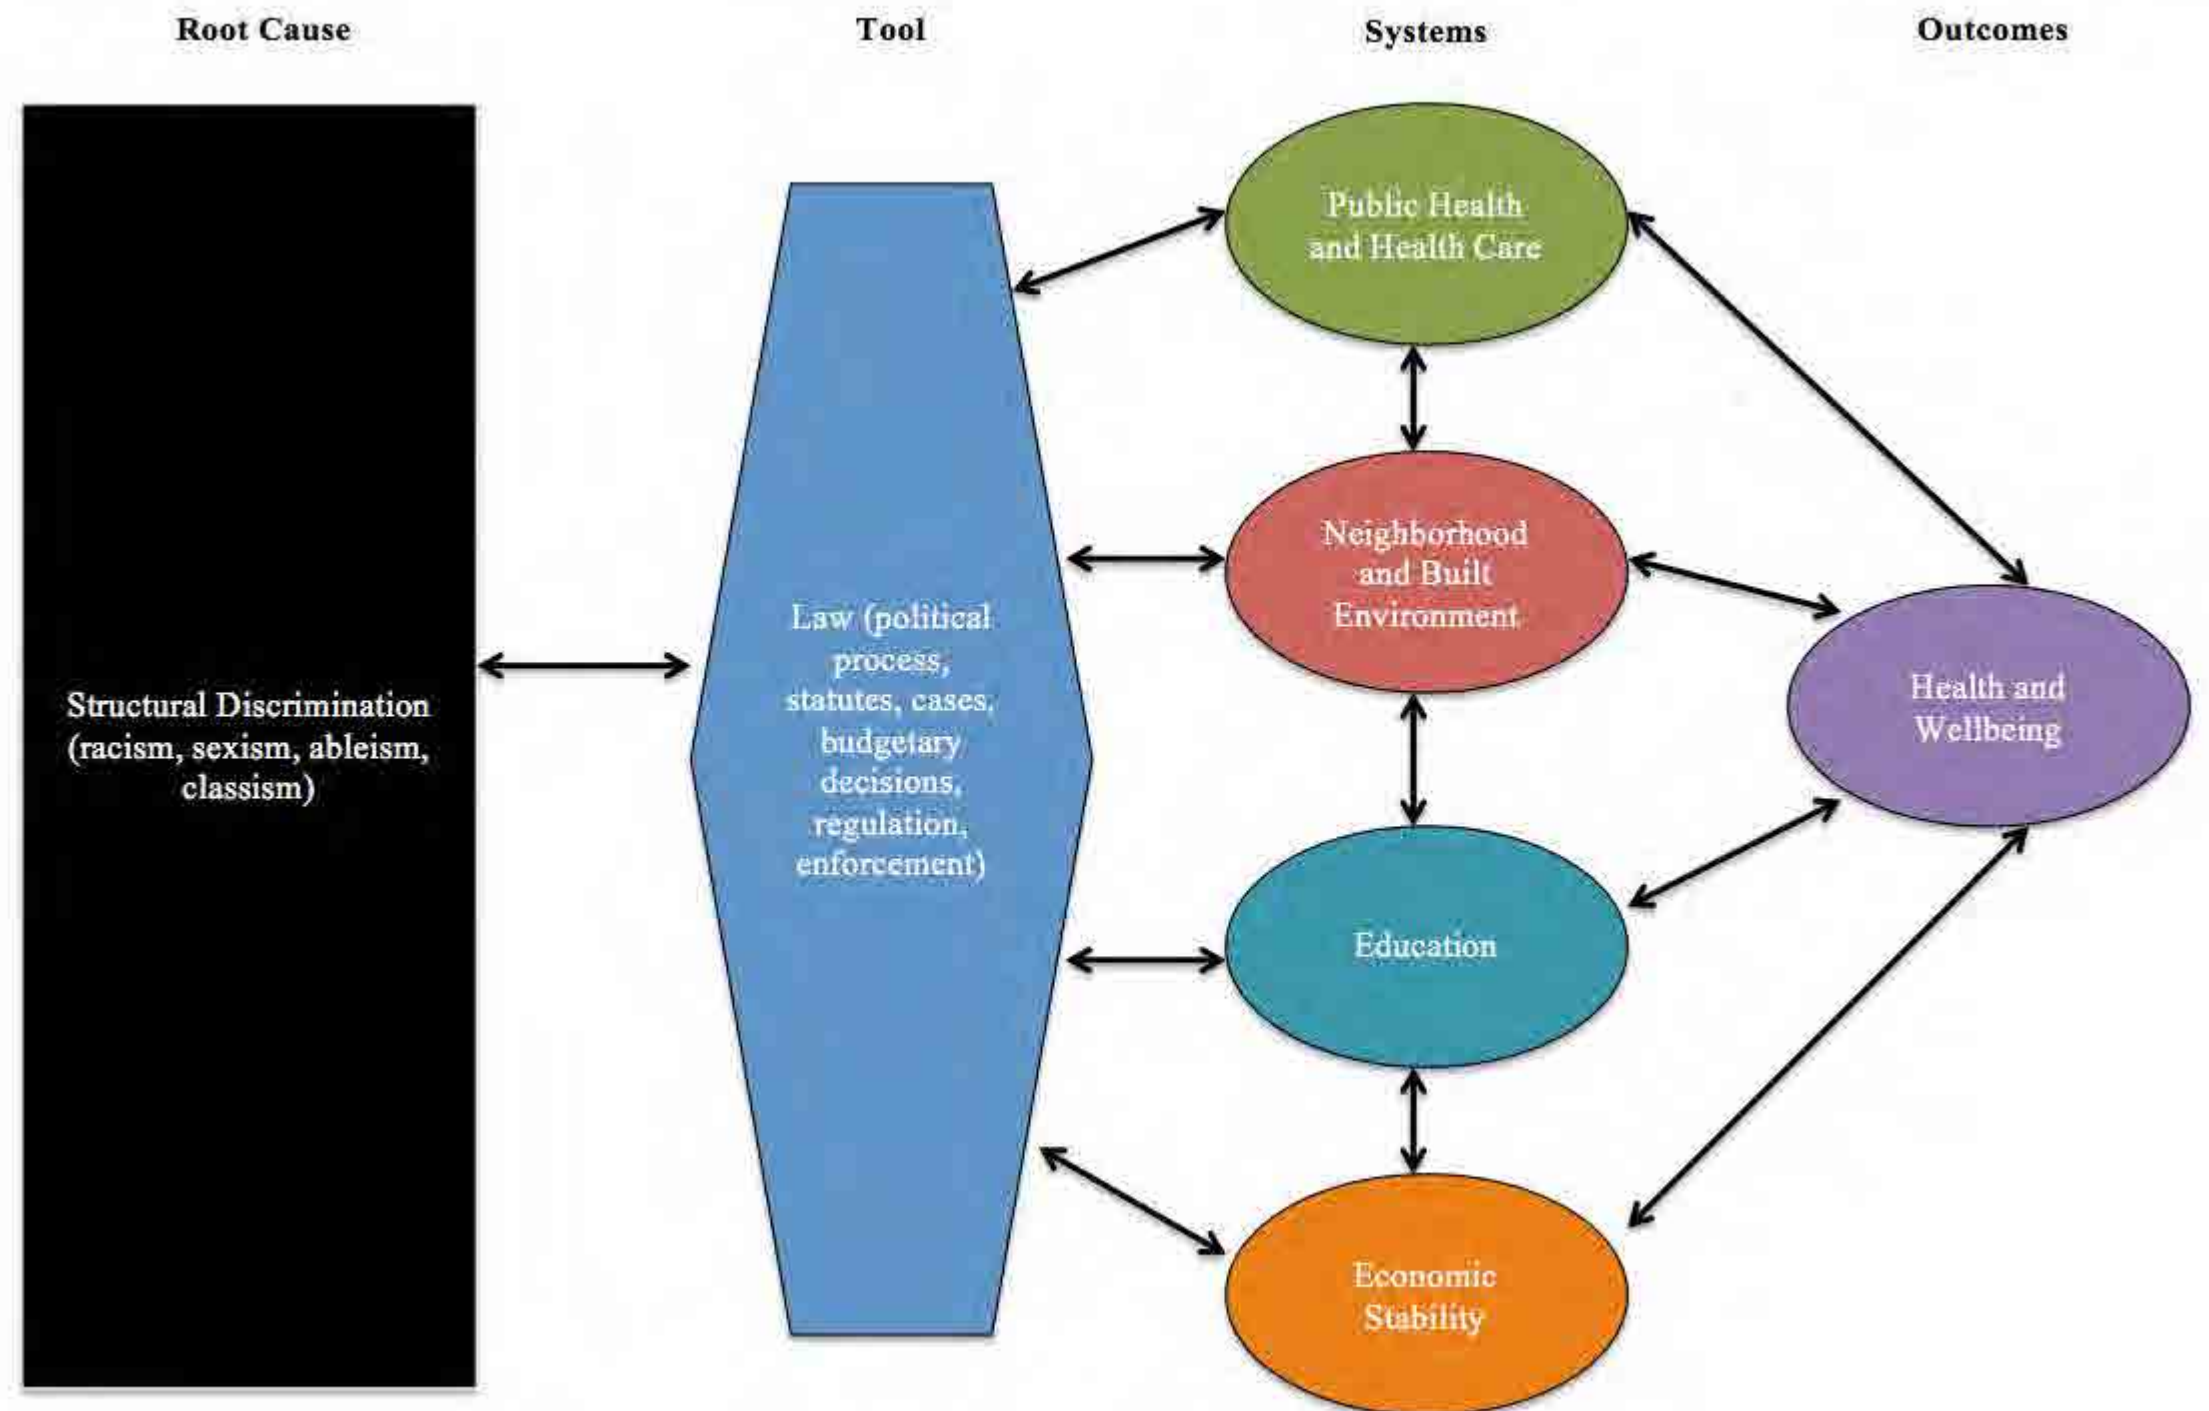 Root Cause
Tool
Systems
Outcomes
Structural Discrimination
(racism, sexism, ableism,
classism)
Law (political
process,
statutes, cases,
budgetary
decisions,
regulation,
enforcement)
Public Health
and Health Care
Neighborhood
and Built
Environment
Education
Economic
Stability
Health and
Wellbeing